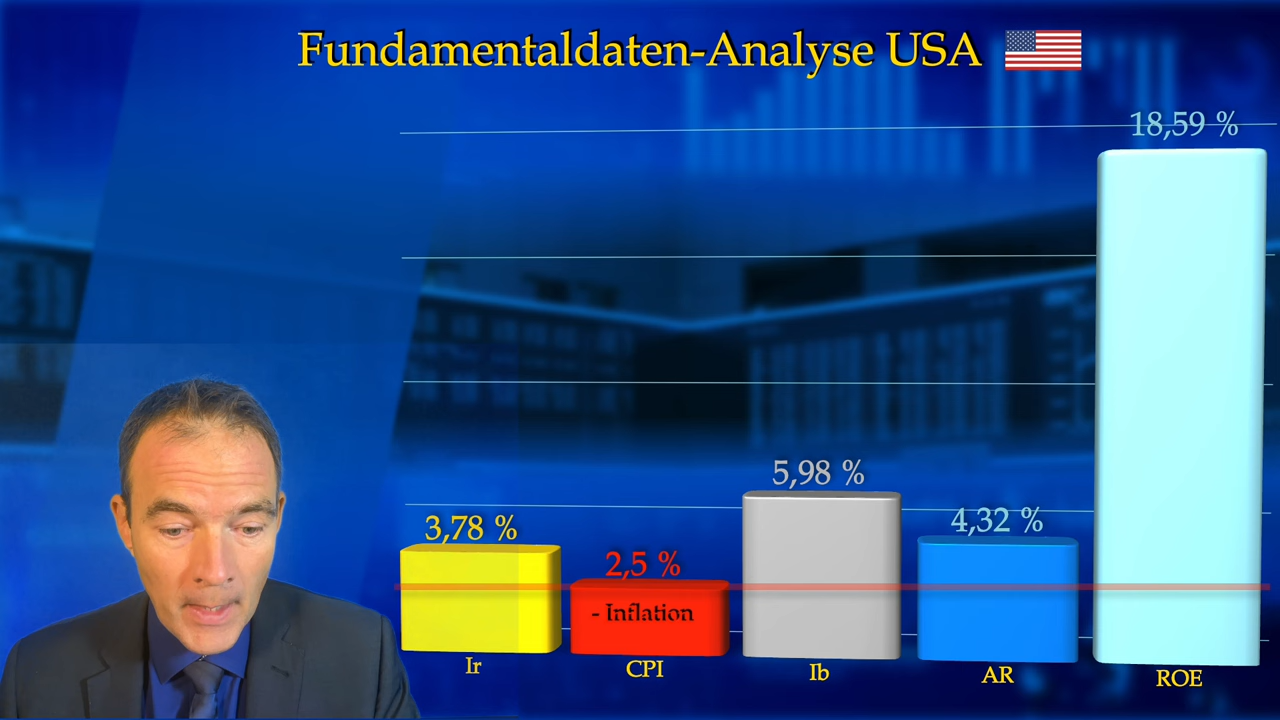 Fundamentaldaten-Analyse USA
18,59 %
5,98 %
3,78 %
4,32 %
2,5 %
- Inflation
Ir
CPI
Ib
AR
ROE